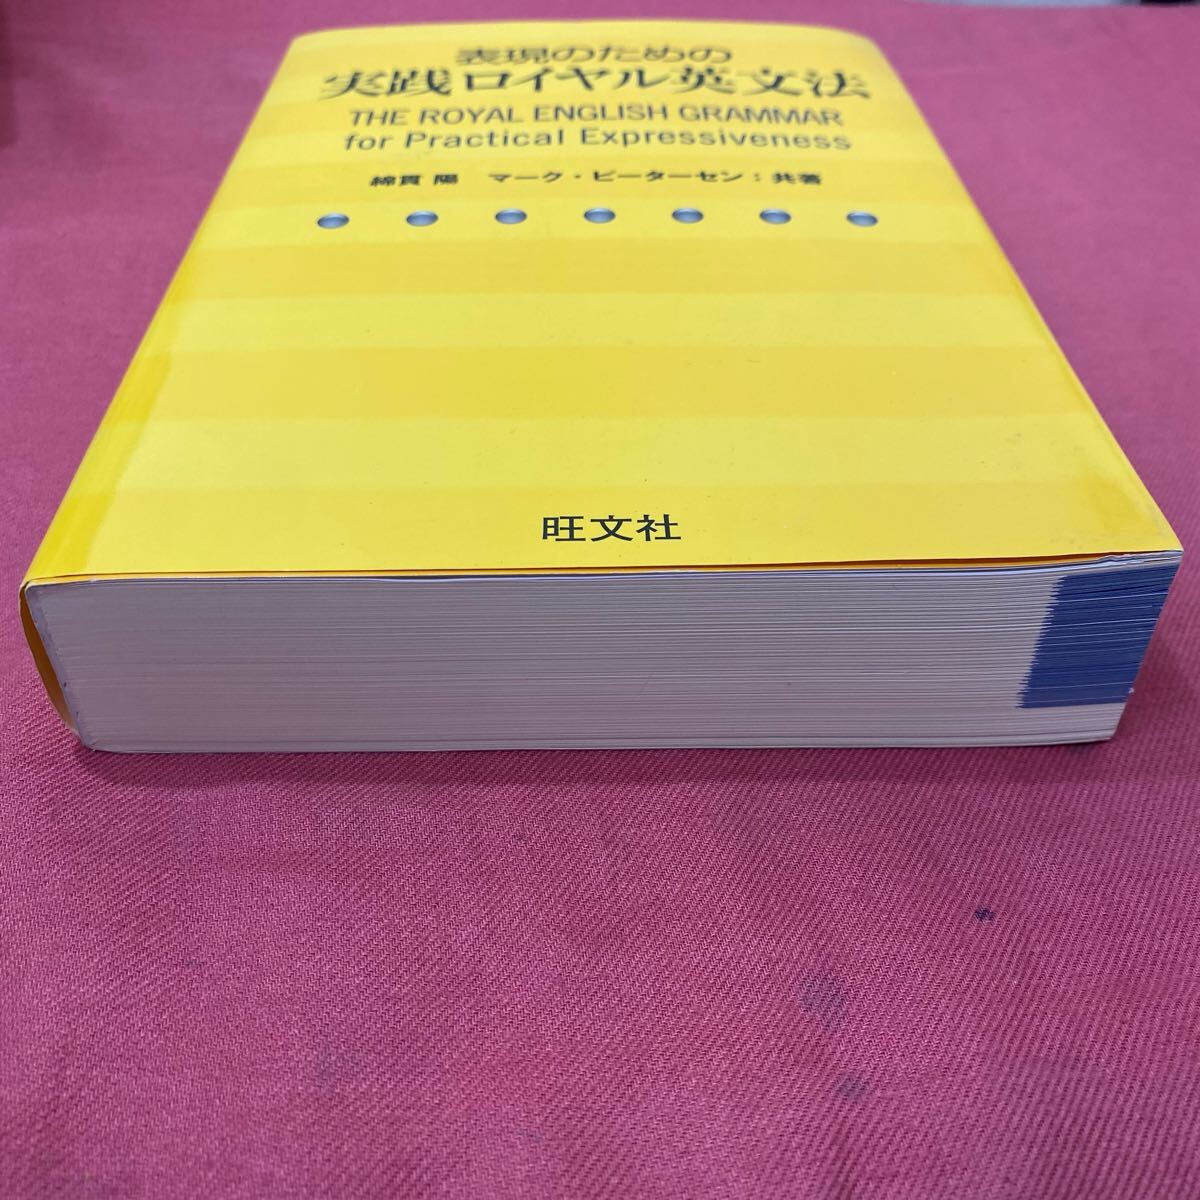 表現のための
実践ロイヤル英文法
THE ROYAL ENGLISH GRAMMAR
for Practical Expressiveness
綿貫 陽 マーク・ピーターセン：共著
旺文社